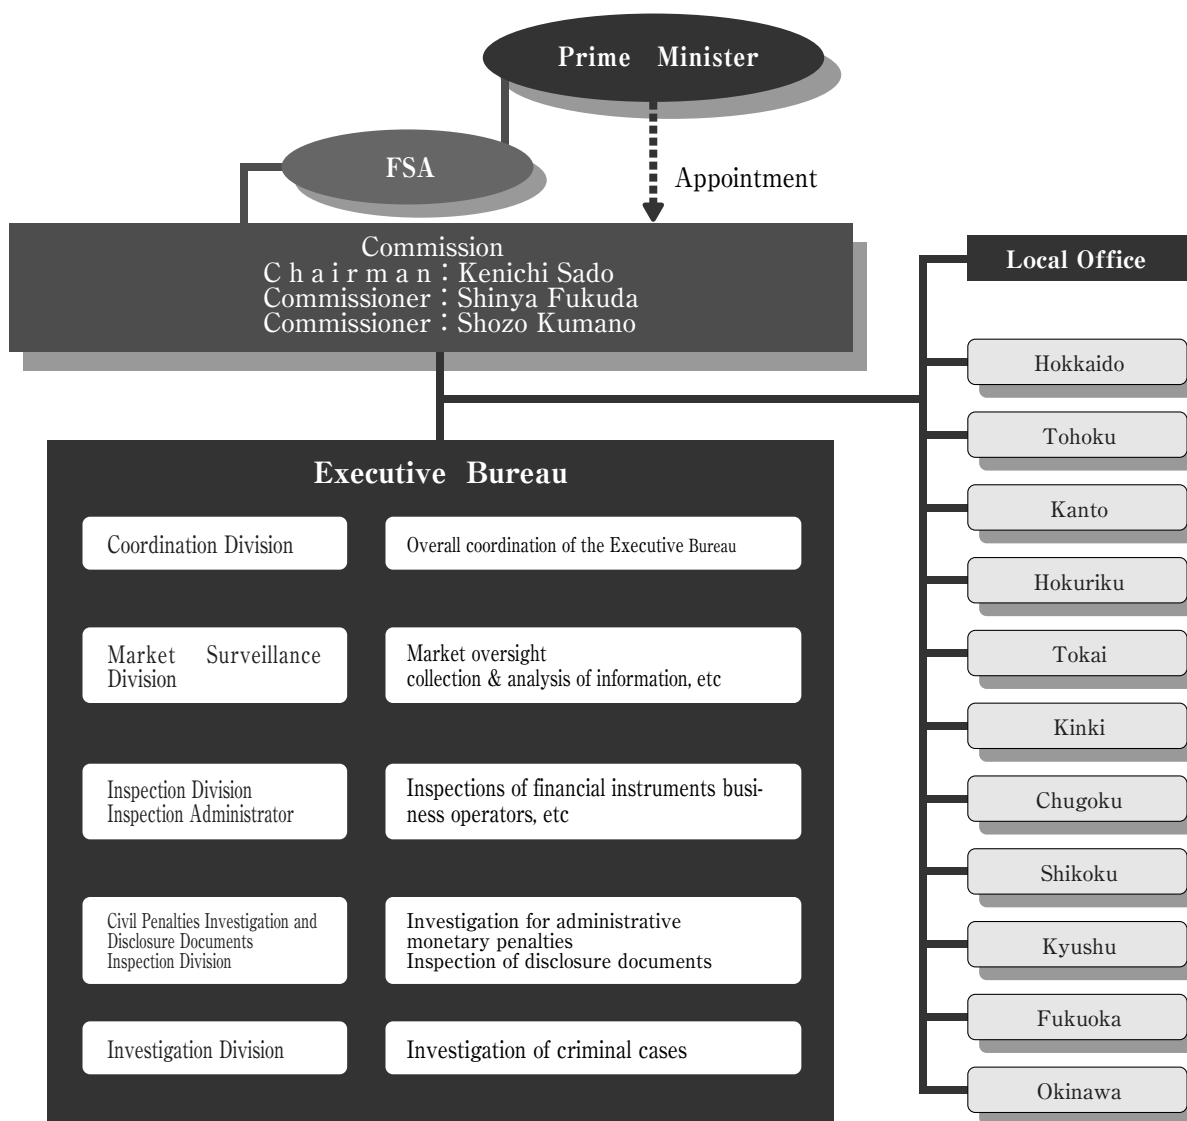 Prime Minister
FSA
Appointment
Commission
Chairman：Kenichi Sado
Commissioner：Shinya Fukuda
Commissioner：Shozo Kumano
Executive Bureau
Coordination Division
Overall coordination of the Executive Bureau
Market Surveillance
Division
Market oversight
collection & analysis of information, etc
Inspection Division
Inspection Administrator
Inspections of financial instruments busi-
ness operators, etc
Civil Penalties Investigation and
Disclosure Documents
Inspection Division
Investigation for administrative
monetary penalties
Inspection of disclosure documents
Investigation Division
Investigation of criminal cases
Local Office
Hokkaido
Tohoku
Kanto
Hokuriku
Tokai
Kinki
Chugoku
Shikoku
Kyushu
Fukuoka
Okinawa